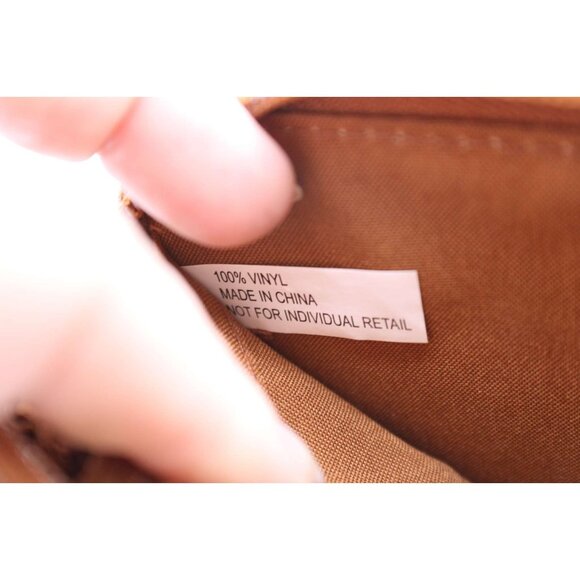 100% VINYL
MADE IN CHINA
NOT FOR INDIVIDUAL RETAIL